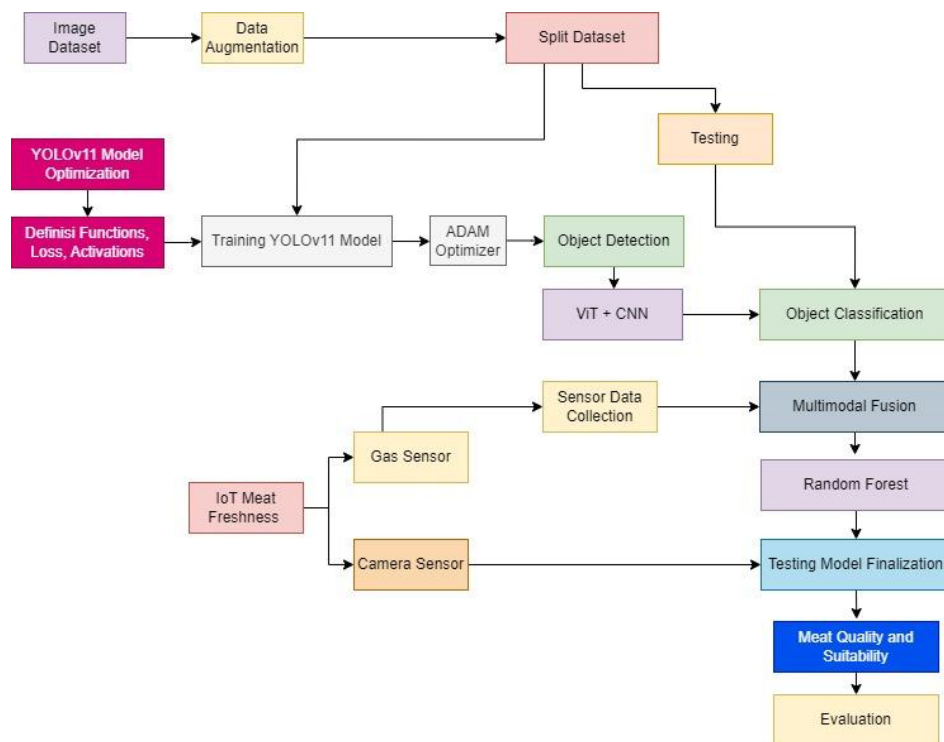 Image
Dataset
Data
Augmentation
Split Dataset
Testing
YOLOv11 Model
Optimization
Definisi Functions,
Loss, Activations
Training YOLOv11 Model
ADAM
Optimizer
Object Detection
ViT + CNN
Object Classification
Sensor Data
Collection
Multimodal Fusion
Gas Sensor
Random Forest
IoT Meat
Freshness
Camera Sensor
Testing Model Finalization
Meat Quality and
Suitability
Evaluation